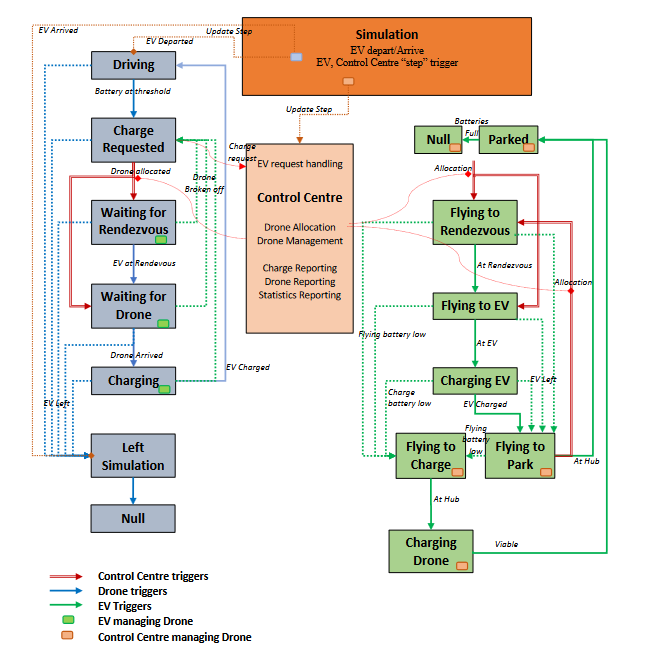 EV Arrived
Update Step
EV Departed
Simulation
EV depart/Arrive
EV, Control Centre “step” trigger
Driving
Battery at threshold
Update Step
Charge
Requested
Charge
request
Drone allocated
Drone
Broken off
EV request handling
Control Centre
Drone Allocation
Drone Management
Charge Reporting
Drone Reporting
Statistics Reporting
Waiting for
Rendezvous
EV at Rendevous
Waiting for
Drone
Drone Arrived
Charging
EV Charged
EV Left
Left
Simulation
Null
Batteries
Full
Null
Parked
Allocation
Flying to
Rendezvous
At Rendezvous
Allocation
Flying to EV
Flying battery low
At EV
Charging EV
EV Left
Charge
battery low
EV Charged
Flying
battery
low
Flying to
Charge
Flying to
Park
At Hub
At Hub
Charging
Drone
Viable
Control Centre triggers
Drone triggers
EV Triggers
EV managing Drone
Control Centre managing Drone